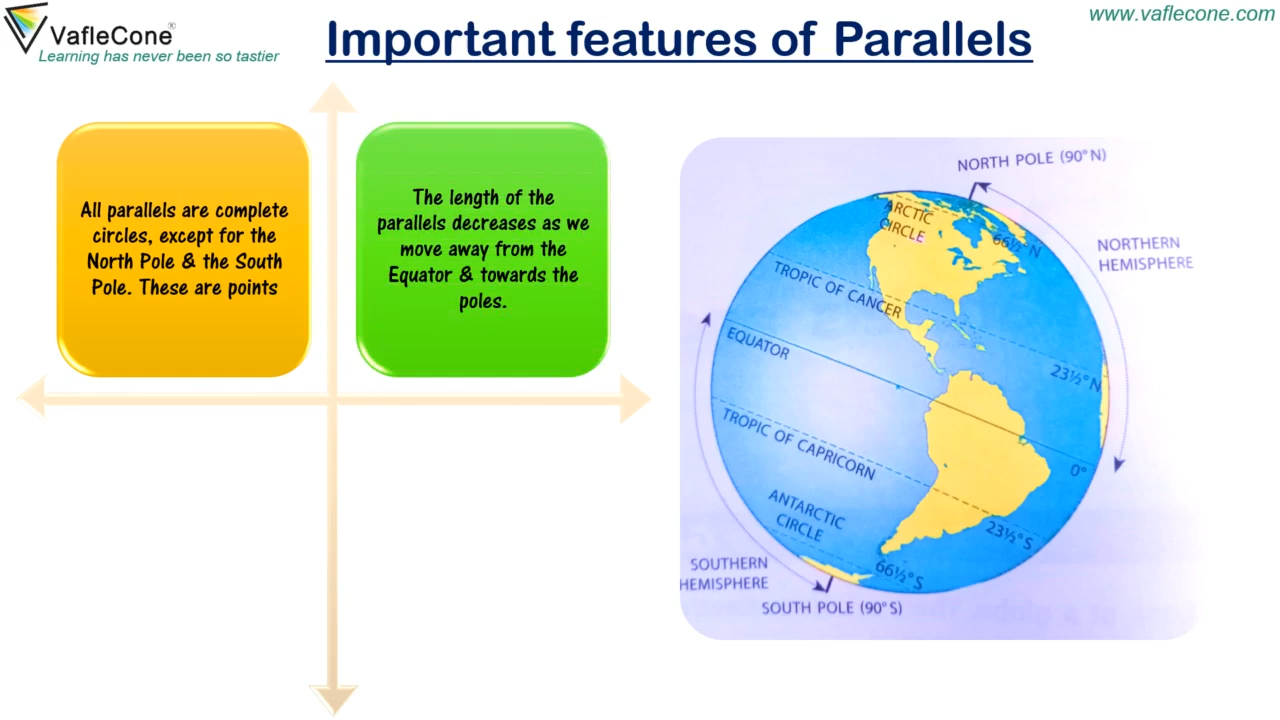 VafleCone®
Learning has never been so tastier
Important features of Parallels
www.vaflecone.com
All parallels are complete
circles, except for the
North Pole & the South
Pole. These are points
The length of the
parallels decreases as we
move away from the
Equator & towards the
poles.
NORTH POLE (90° N)
ARCTIC
CIRCLE
66½° N
NORTHERN
HEMISPHERE
TROPIC OF CANCER
EQUATOR
23½° N
TROPIC OF CAPRICORN
0°
ANTARCTIC
CIRCLE
23½° S
SOUTHERN
HEMISPHERE
66½° S
SOUTH POLE (90° S)